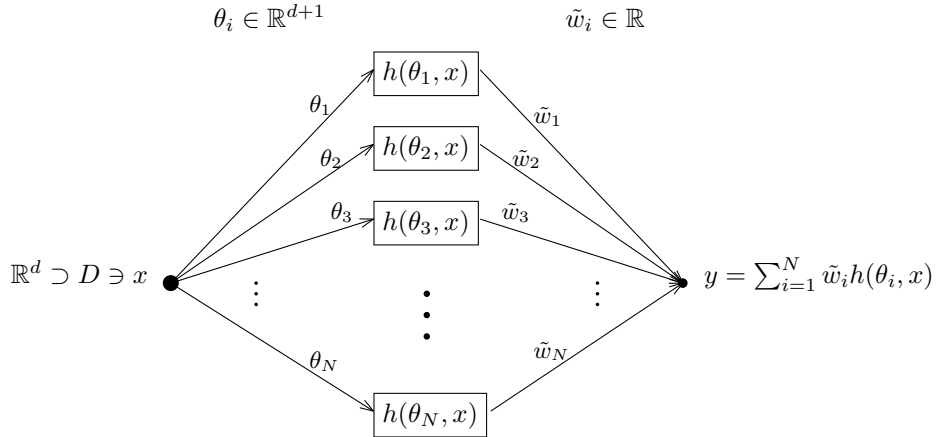 θ_i ∈ ℝ^{d+1} w̃_i ∈ ℝ
h(θ_1, x)
θ_1 w̃_1
h(θ_2, x)
θ_2 w̃_2
h(θ_3, x)
θ_3 w̃_3
ℝ^d ⊃ D ∋ x y = ∑_{i=1}^{N} w̃_i h(θ_i, x)
⋮ ⋮ ⋮
θ_N w̃_N
h(θ_N, x)